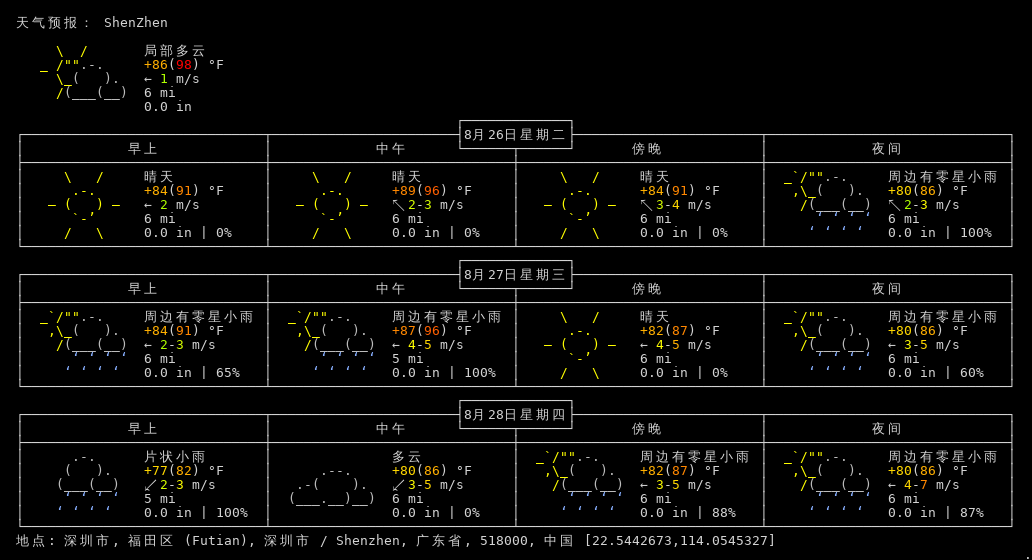 天气预报： ShenZhen
局部多云
+86(98) °F
← 1 m/s
6 mi
0.0 in
8月26日星期二
早上 中午 傍晚 夜间
晴天 晴天 晴天 周边有零星小雨
+84(91) °F +89(96) °F +84(91) °F +80(86) °F
← 2 m/s ↖ 2-3 m/s ↖ 3-4 m/s ↖ 2-3 m/s
6 mi 6 mi 6 mi 6 mi
0.0 in | 0% 0.0 in | 0% 0.0 in | 0% 0.0 in | 100%
8月27日星期三
早上 中午 傍晚 夜间
周边有零星小雨 周边有零星小雨 晴天 周边有零星小雨
+84(91) °F +87(96) °F +82(87) °F +80(86) °F
← 2-3 m/s ← 4-5 m/s ← 4-5 m/s ← 3-5 m/s
6 mi 5 mi 6 mi 6 mi
0.0 in | 65% 0.0 in | 100% 0.0 in | 0% 0.0 in | 60%
8月28日星期四
早上 中午 傍晚 夜间
片状小雨 多云 周边有零星小雨 周边有零星小雨
+77(82) °F +80(86) °F +82(87) °F +80(86) °F
↙ 2-3 m/s ↙ 3-5 m/s ← 3-5 m/s ← 4-7 m/s
5 mi 6 mi 6 mi 6 mi
0.0 in | 100% 0.0 in | 0% 0.0 in | 88% 0.0 in | 87%
地点: 深圳市, 福田区 (Futian), 深圳市 / Shenzhen, 广东省, 518000, 中国 [22.5442673,114.0545327]